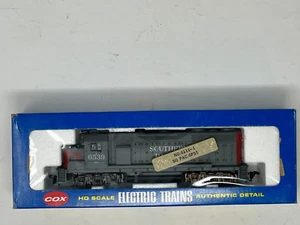 6539
SOUTHERN
COX
HO SCALE ELECTRIC TRAINS AUTHENTIC DETAIL